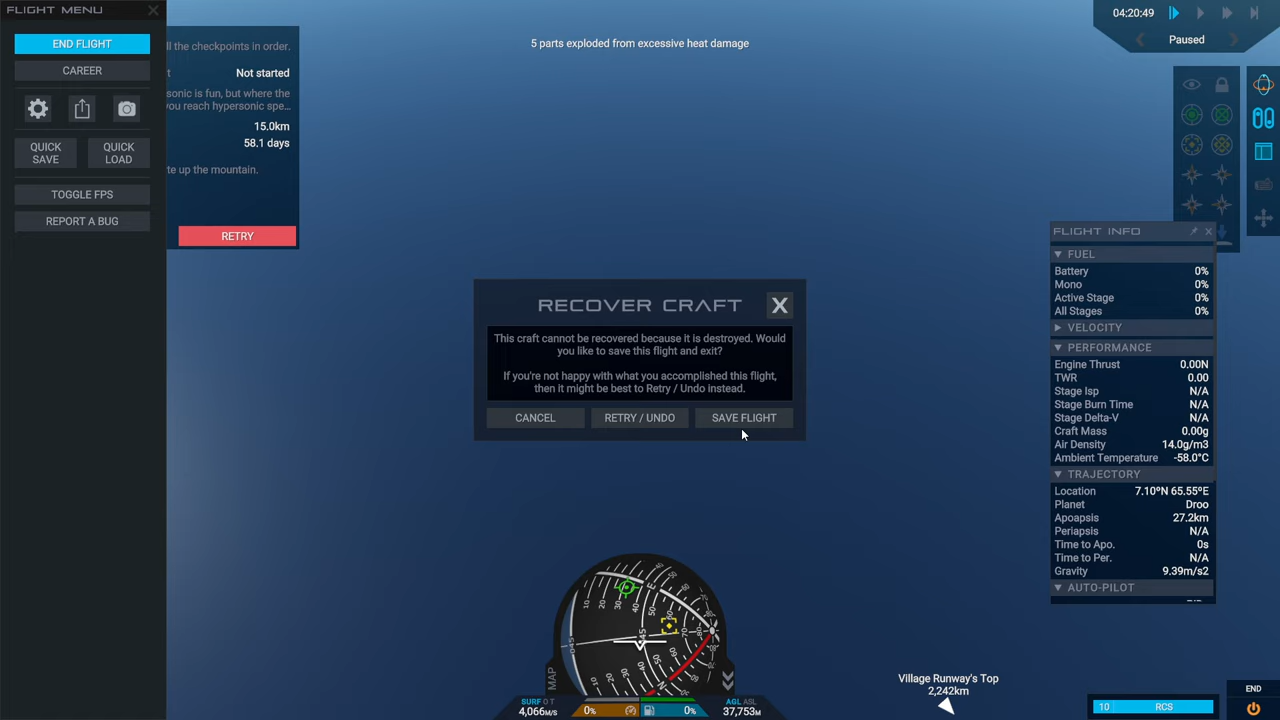 FLIGHT MENU
END FLIGHT
CAREER
QUICK SAVE
QUICK LOAD
TOGGLE FPS
REPORT A BUG
ll the checkpoints in order.
Not started
sonic is fun, but where the
you reach hypersonic spe...
15.0km
58.1 days
te up the mountain.
RETRY
5 parts exploded from excessive heat damage
04:20:49
Paused
RECOVER CRAFT
X
This craft cannot be recovered because it is destroyed. Would
you like to save this flight and exit?
If you're not happy with what you accomplished this flight,
then it might be best to Retry / Undo instead.
CANCEL
RETRY / UNDO
SAVE FLIGHT
FLIGHT INFO
FUEL
Battery 0%
Mono 0%
Active Stage 0%
All Stages 0%
VELOCITY
PERFORMANCE
Engine Thrust 0.00N
TWR 0.00
Stage Isp N/A
Stage Burn Time N/A
Stage Delta-V N/A
Craft Mass 0.00g
Air Density 14.0g/m3
Ambient Temperature -58.0°C
TRAJECTORY
Location 7.10ºN 65.55ºE
Planet Droo
Apoapsis 27.2km
Periapsis N/A
Time to Apo. 0s
Time to Per. N/A
Gravity 9.39m/s2
AUTO-PILOT
MAP
SURF O T
4,066M/S
0%
0%
AGL ASL
37,753M
Village Runway's Top
2,242km
10 RCS
END